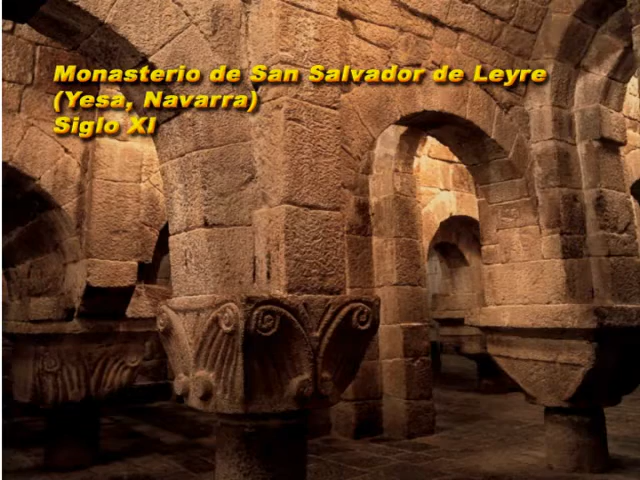 Monasterio de San Salvador de Leyre
(Yesa, Navarra)
Siglo XI